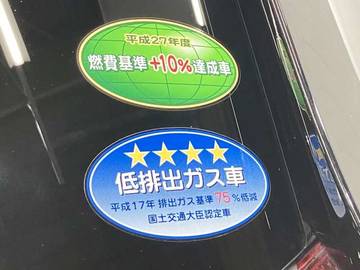 平成27年度
燃費基準+10%達成車
★★★★
低排出ガス車
平成17年 排出ガス基準 75%低減
国土交通大臣認定車